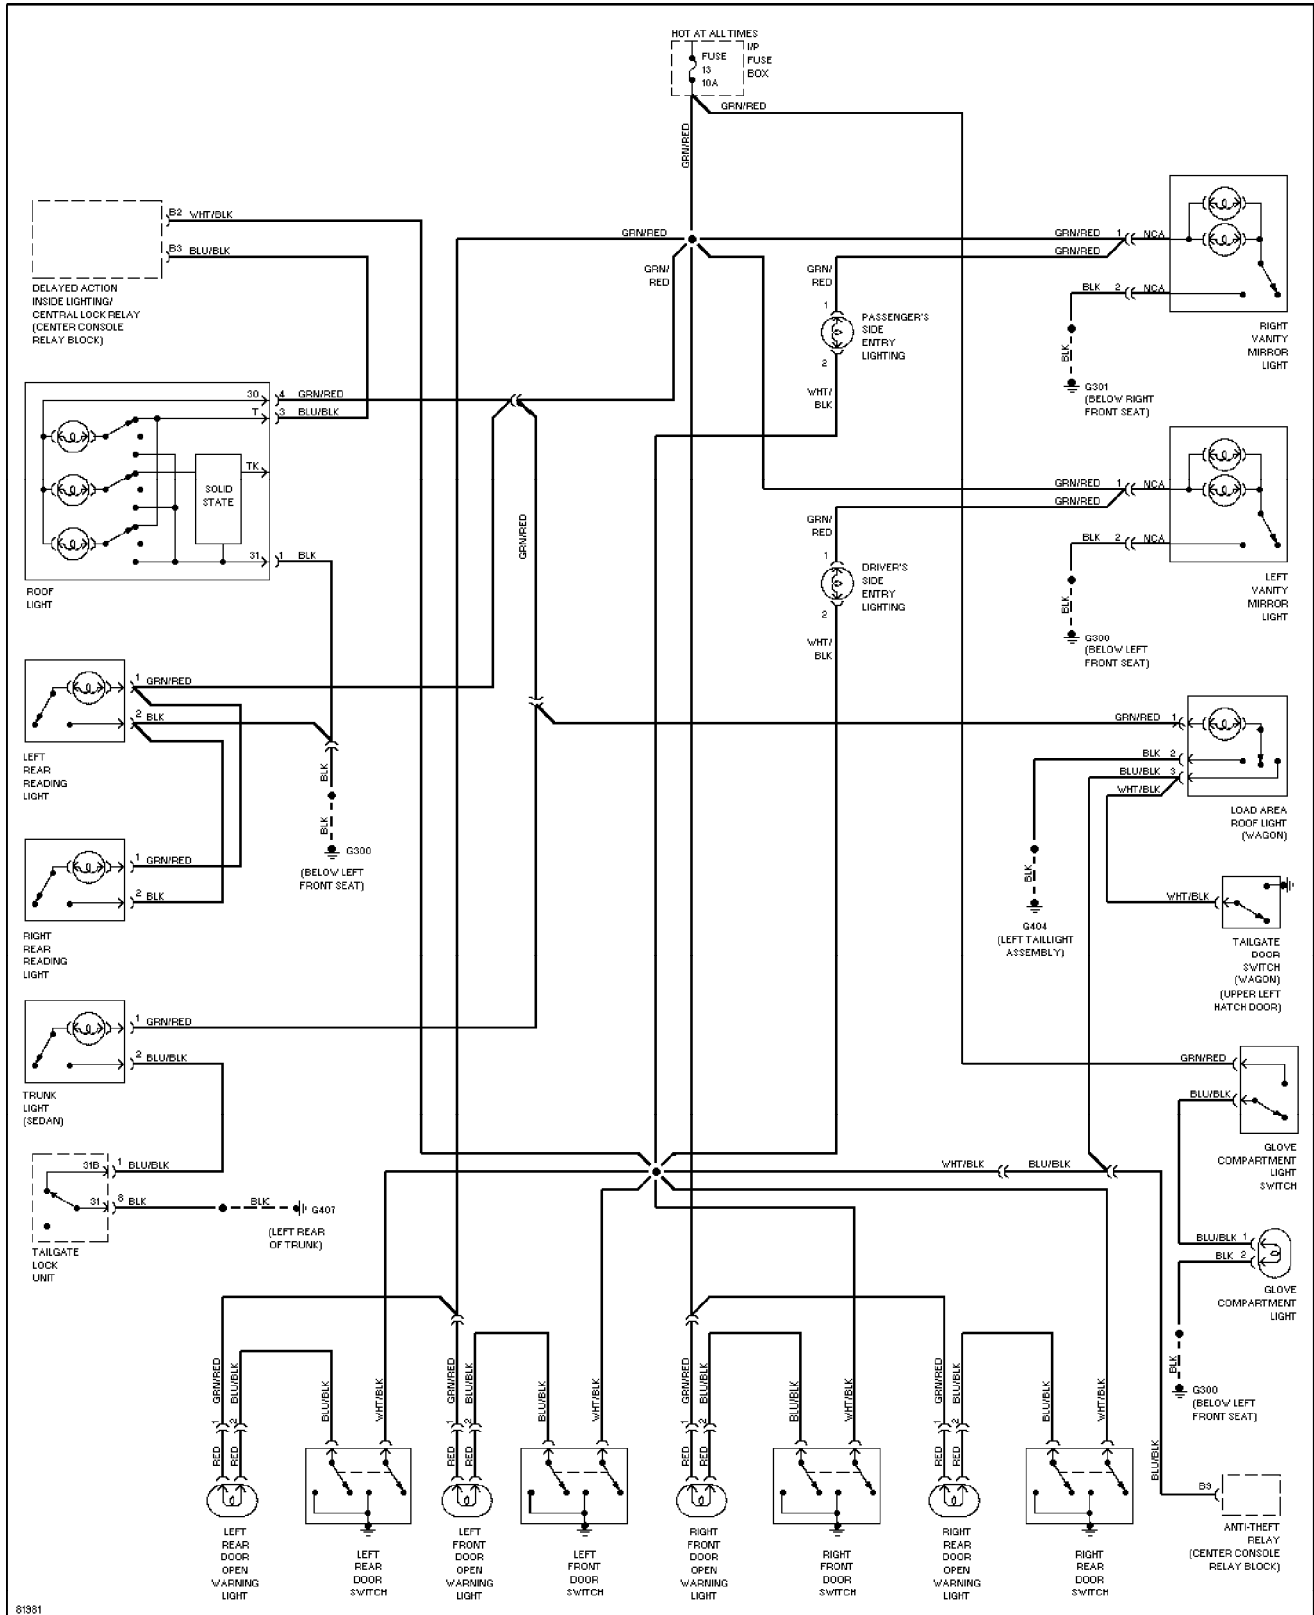 HOT AT ALL TIMES
I/P
FUSE
BOX
FUSE
13
10A
GRN/RED
GRN/RED
B2 WHT/BLK
B3 BLU/BLK
DELAYED ACTION
INSIDE LIGHTING/
CENTRAL LOCK RELAY
(CENTER CONSOLE
RELAY BLOCK)
GRN/RED
GRN/
RED
GRN/
RED
1
PASSENGER'S
SIDE
ENTRY
LIGHTING
2
WHT/
BLK
GRN/RED 1 NCA
GRN/RED
BLK 2 NCA
BLK
G301
(BELOW RIGHT
FRONT SEAT)
RIGHT
VANITY
MIRROR
LIGHT
30 4 GRN/RED
T 3 BLU/BLK
TK
SOLID
STATE
31 1 BLK
ROOF
LIGHT
GRN/RED
GRN/RED 1 NCA
GRN/RED
BLK 2 NCA
BLK
G300
(BELOW LEFT
FRONT SEAT)
LEFT
VANITY
MIRROR
LIGHT
GRN/
RED
1
DRIVER'S
SIDE
ENTRY
LIGHTING
2
WHT/
BLK
1 GRN/RED
2 BLK
LEFT
REAR
READING
LIGHT
BLK
BLK
G300
(BELOW LEFT
FRONT SEAT)
1 GRN/RED
2 BLK
RIGHT
REAR
READING
LIGHT
GRN/RED 1
BLK 2
BLU/BLK 3
WHT/BLK
LOAD AREA
ROOF LIGHT
(WAGON)
BLK
G404
(LEFT TAILLIGHT
ASSEMBLY)
WHT/BLK
TAILGATE
DOOR
SWITCH
(WAGON)
(UPPER LEFT
HATCH DOOR)
1 GRN/RED
2 BLU/BLK
TRUNK
LIGHT
(SEDAN)
31B 1 BLU/BLK
31 8 BLK
BLK
G407
(LEFT REAR
OF TRUNK)
TAILGATE
LOCK
UNIT
GRN/RED
BLU/BLK
GLOVE
COMPARTMENT
LIGHT
SWITCH
WHT/BLK
BLU/BLK
BLU/BLK 1
BLK 2
GLOVE
COMPARTMENT
LIGHT
BLK
G300
(BELOW LEFT
FRONT SEAT)
GRN/RED
BLU/BLK
BLU/BLK
WHT/BLK
GRN/RED
BLU/BLK
BLU/BLK
WHT/BLK
GRN/RED
BLU/BLK
BLU/BLK
WHT/BLK
GRN/RED
BLU/BLK
BLU/BLK
WHT/BLK
1
2
1
2
1
2
1
2
RED
RED
RED
RED
RED
RED
RED
RED
BLU/BLK
B9
ANTI-THEFT
RELAY
(CENTER CONSOLE
RELAY BLOCK)
LEFT
REAR
DOOR
OPEN
WARNING
LIGHT
LEFT
REAR
DOOR
SWITCH
LEFT
FRONT
DOOR
OPEN
WARNING
LIGHT
LEFT
FRONT
DOOR
SWITCH
RIGHT
FRONT
DOOR
OPEN
WARNING
LIGHT
RIGHT
FRONT
DOOR
SWITCH
RIGHT
REAR
DOOR
OPEN
WARNING
LIGHT
RIGHT
REAR
DOOR
SWITCH
81981